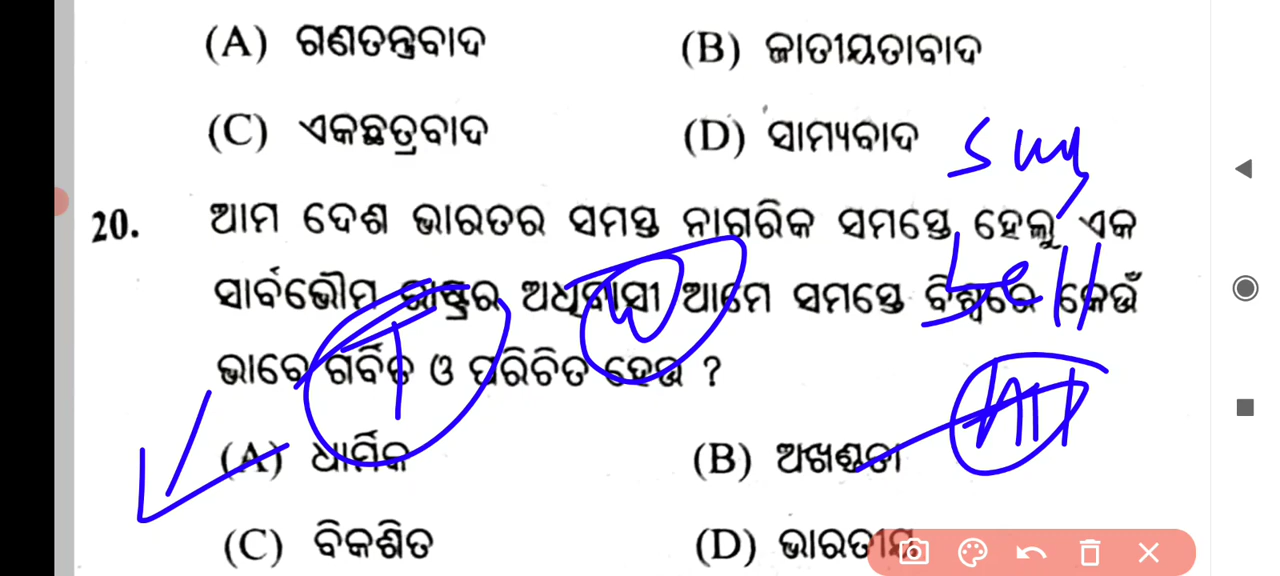 (A) ଗଣତନ୍ତ୍ରବାଦ (B) ଜାତୀୟତାବାଦ
(C) ଏକଛତ୍ରବାଦ (D) ସାମ୍ୟବାଦ
20. ଆମ ଦେଶ ଭାରତର ସମସ୍ତ ନାଗରିକ ସମସ୍ତେ ହେଲୁ ଏକ
ସାର୍ବଭୌମ ରାଷ୍ଟ୍ରର ଅଧିବାସୀ ଆମେ ସମସ୍ତେ ବିଶ୍ୱରେ କେଉଁ
ଭାବେ ଗର୍ବିତ ଓ ପରିଚିତ ହେଉ ?
(A) ଧାର୍ମିକ (B) ଅଖଣ୍ଡତା
(C) ବିକଶିତ (D) ଭାରତୀୟ